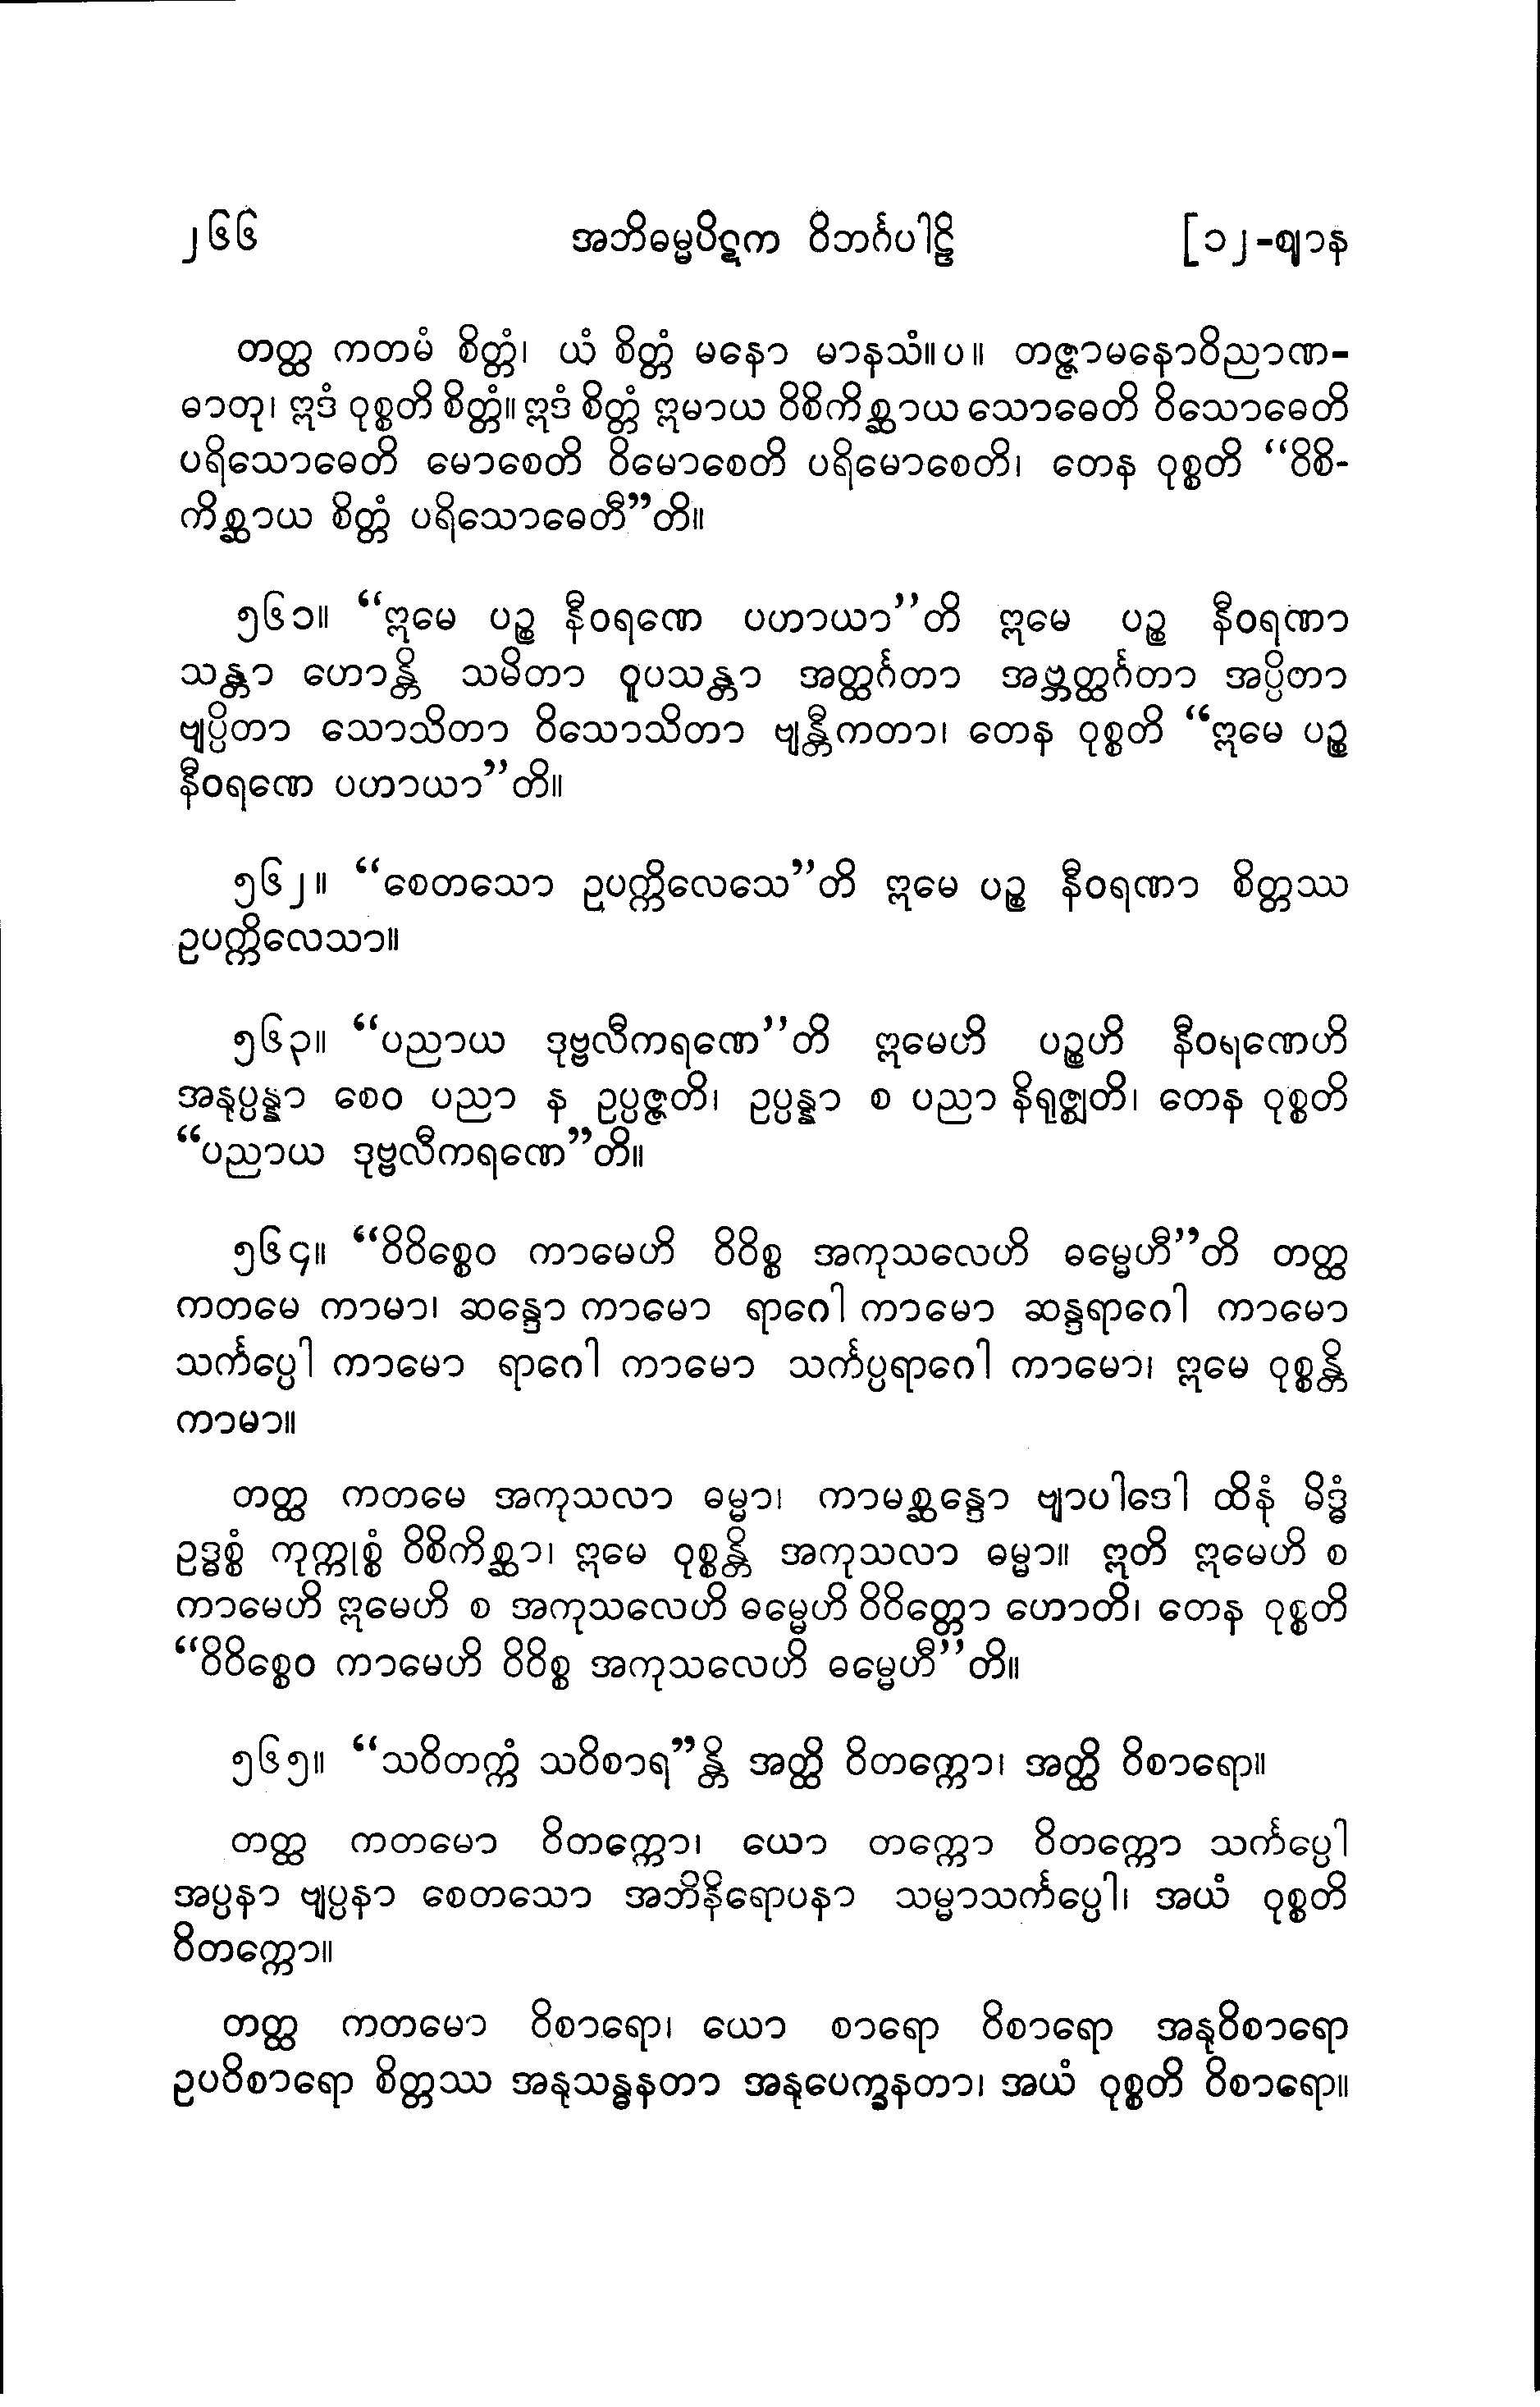 ၂၆၆ အဘိဓမ္မပိဋက ဝိဘင်္ဂပါဠိ [၁၂-ဈာန
တတ္ထ ကတမံ စိတ္တံ၊ ယံ စိတ္တံ မနော မာနသံ။ပ။ တဇ္ဇာမနောဝိညာဏ-
ဓာတု၊ ဣဒံ ဝုစ္စတိ စိတ္တံ။ ဣဒံ စိတ္တံ ဣမာယ ဝိစိကိစ္ဆာယ သောဓေတိ ဝိသောဓေတိ
ပရိသောဓေတိ မောစေတိ ဝိမောစေတိ ပရိမောစေတိ၊ တေန ဝုစ္စတိ “ဝိစိ-
ကိစ္ဆာယ စိတ္တံ ပရိသောဓေတီ”တိ။
၅၆၁။ “ဣမေ ပဉ္စ နီဝရဏေ ပဟာယာ”တိ ဣမေ ပဉ္စ နီဝရဏာ
သန္တာ ဟောန္တိ သမိတာ ဝူပသန္တာ အတ္ထင်္ဂတာ အဗ္ဘတ္ထင်္ဂတာ အပ္ပိတာ
ဗျပ္ပိတာ သောသိတာ ဝိသောသိတာ ဗျန္တီကတာ၊ တေန ဝုစ္စတိ “ဣမေ ပဉ္စ
နီဝရဏေ ပဟာယာ”တိ။
၅၆၂။ “စေတသော ဥပက္ကိလေသေ”တိ ဣမေ ပဉ္စ နီဝရဏာ စိတ္တဿ
ဥပက္ကိလေသာ။
၅၆၃။ “ပညာယ ဒုဗ္ဗလီကရဏေ”တိ ဣမေဟိ ပဉ္စဟိ နီဝရဏေဟိ
အနုပ္ပန္နာ စေဝ ပညာ န ဥပ္ပဇ္ဇတိ၊ ဥပ္ပန္နာ စ ပညာ နိရုဇ္ဈတိ၊ တေန ဝုစ္စတိ
“ပညာယ ဒုဗ္ဗလီကရဏေ”တိ။
၅၆၄။ “ဝိဝိစ္စေဝ ကာမေဟိ ဝိဝိစ္စ အကုသလေဟိ ဓမ္မေဟီ”တိ တတ္ထ
ကတမေ ကာမာ၊ ဆန္ဒော ကာမော ရာဂေါ ကာမော ဆန္ဒရာဂေါ ကာမော
သင်္ကပ္ပေါ ကာမော ရာဂေါ ကာမော သင်္ကပ္ပရာဂေါ ကာမော၊ ဣမေ ဝုစ္စန္တိ
ကာမာ။
တတ္ထ ကတမေ အကုသလာ ဓမ္မာ၊ ကာမစ္ဆန္ဒော ဗျာပါဒေါ ထိနံ မိဒ္ဓံ
ဥဒ္ဓစ္စံ ကုက္ကုစ္စံ ဝိစိကိစ္ဆာ၊ ဣမေ ဝုစ္စန္တိ အကုသလာ ဓမ္မာ။ ဣတိ ဣမေဟိ စ
ကာမေဟိ ဣမေဟိ စ အကုသလေဟိ ဓမ္မေဟိ ဝိဝိတ္တော ဟောတိ၊ တေန ဝုစ္စတိ
“ဝိဝိစ္စေဝ ကာမေဟိ ဝိဝိစ္စ အကုသလေဟိ ဓမ္မေဟီ”တိ။
၅၆၅။ “သဝိတက္ကံ သဝိစာရ”န္တိ အတ္ထိ ဝိတက္ကော၊ အတ္ထိ ဝိစာရော။
တတ္ထ ကတမော ဝိတက္ကော၊ ယော တက္ကော ဝိတက္ကော သင်္ကပ္ပေါ
အပ္ပနာ ဗျပ္ပနာ စေတသော အဘိနိရောပနာ သမ္မာသင်္ကပ္ပေါ၊ အယံ ဝုစ္စတိ
ဝိတက္ကော။
တတ္ထ ကတမော ဝိစာရော၊ ယော စာရော ဝိစာရော အနုဝိစာရော
ဥပဝိစာရော စိတ္တဿ အနုသန္ဓနတာ အနုပေက္ခနတာ၊ အယံ ဝုစ္စတိ ဝိစာရော။